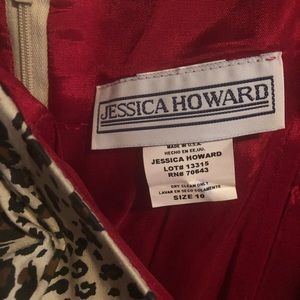 JESSICA HOWARD
MADE IN U.S.A.
HECHO EN EE.UU.
JESSICA HOWARD
LOT# 13315
RN# 70643
DRY CLEAN ONLY
LAVAR EN SECO SOLAMENTE
SIZE 10